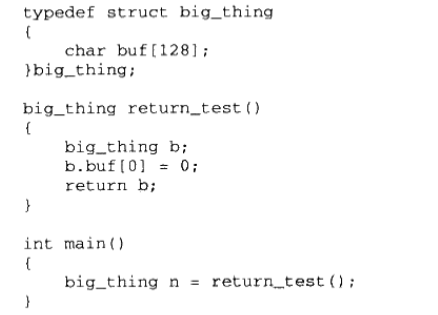 typedef struct big_thing
{
    char buf[128];
}big_thing;

big_thing return_test()
{
    big_thing b;
    b.buf[0] = 0;
    return b;
}

int main()
{
    big_thing n = return_test();
}